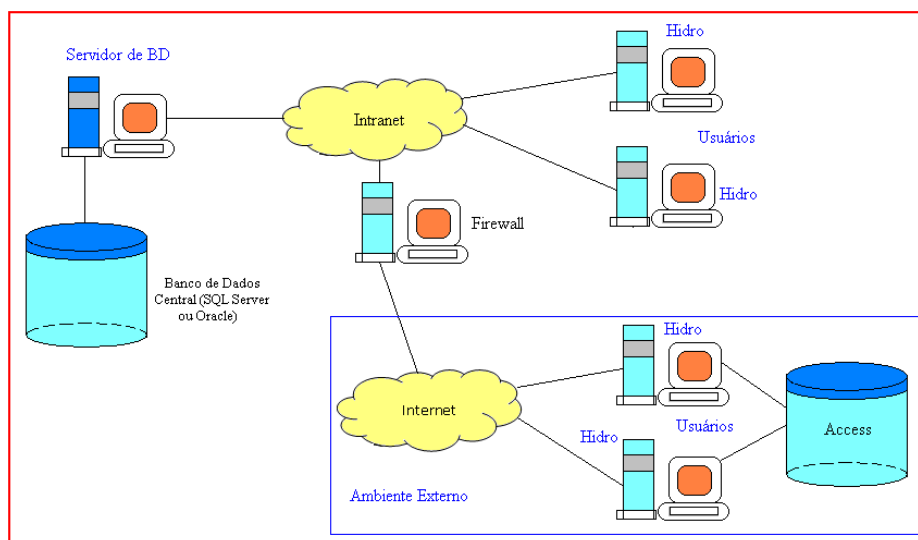 Hidro
Servidor de BD
Intranet
Usuários
Hidro
Firewall
Banco de Dados
Central (SQL Server
ou Oracle)
Hidro
Internet
Usuários
Hidro
Access
Ambiente Externo